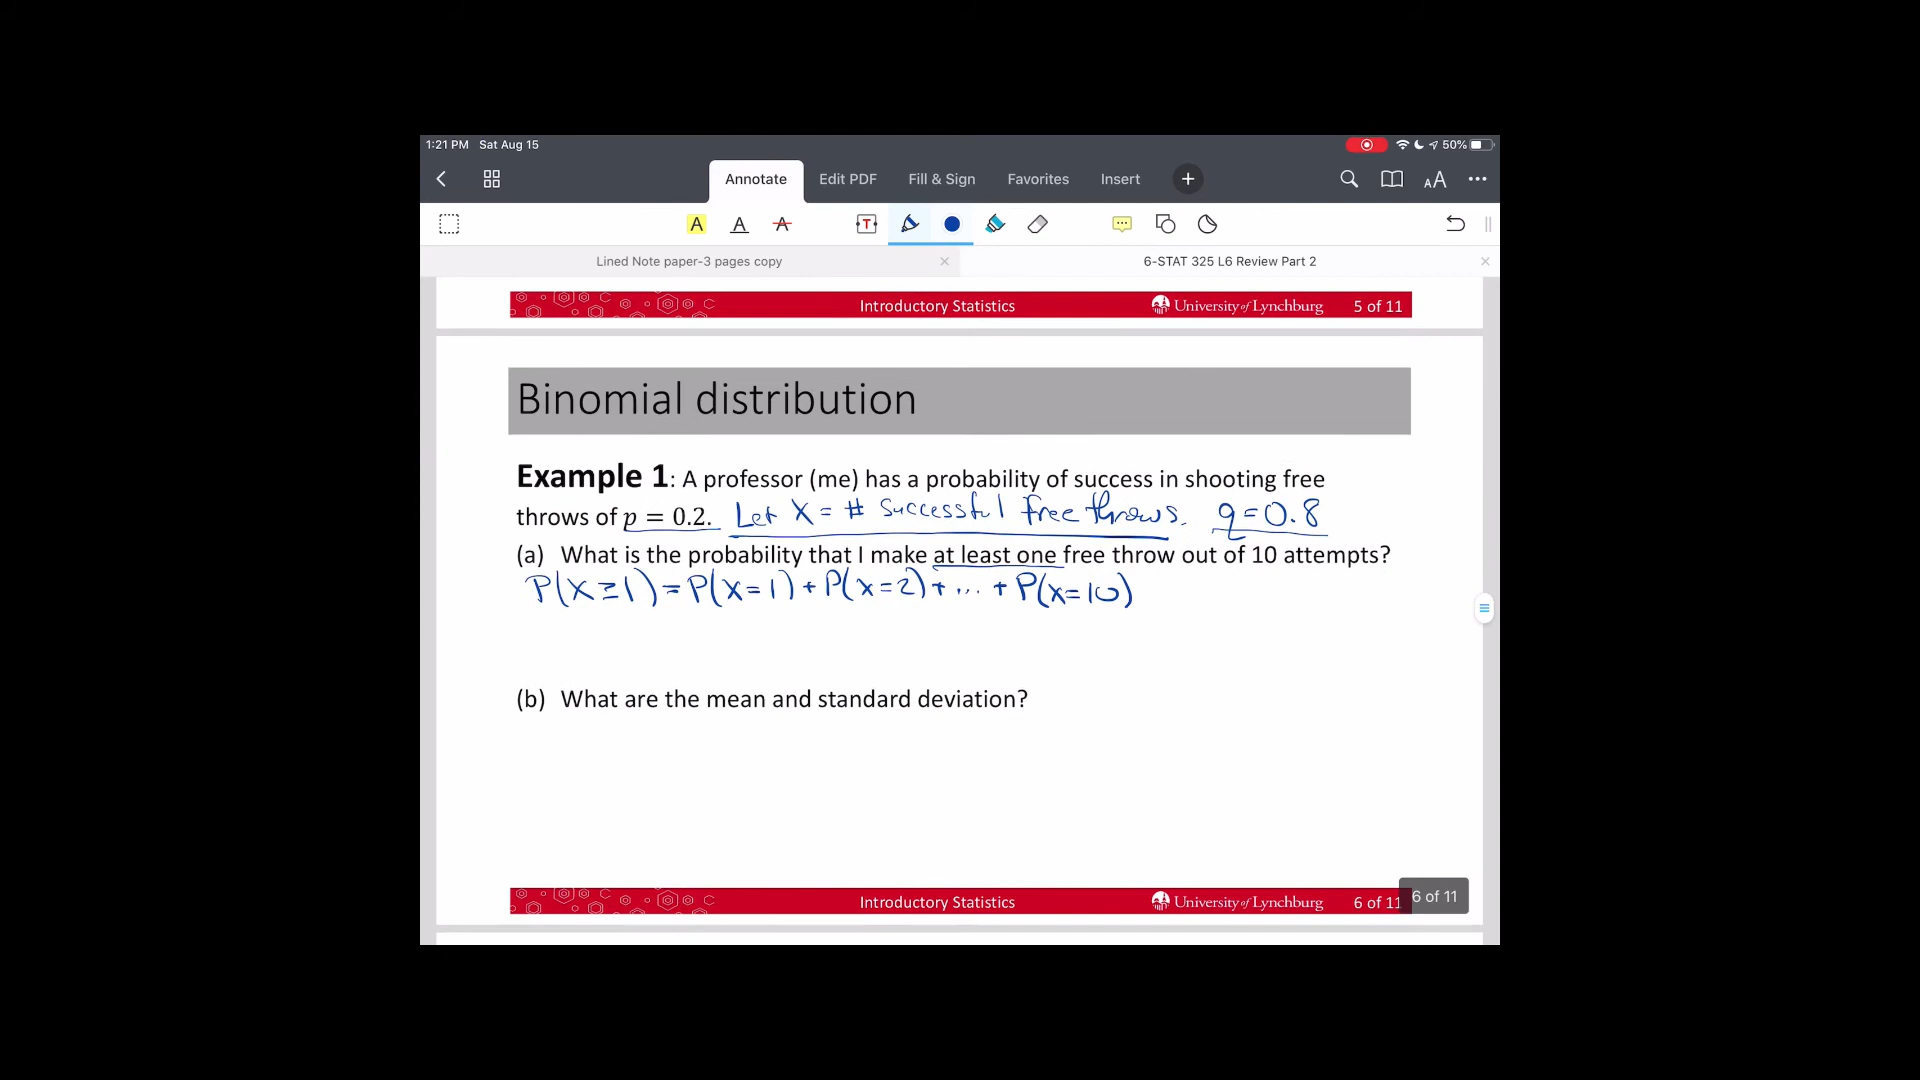 1:21 PM Sat Aug 15 50%
Annotate Edit PDF Fill & Sign Favorites Insert AA
A A A T
Lined Note paper-3 pages copy 6-STAT 325 L6 Review Part 2
Introductory Statistics University of Lynchburg 5 of 11
Binomial distribution
Example 1: A professor (me) has a probability of success in shooting free
throws of p = 0.2. Let X = # successful free throws. q = 0.8
(a) What is the probability that I make at least one free throw out of 10 attempts?
P(X≥1) = P(X=1) + P(X=2) + ... + P(X=10)
(b) What are the mean and standard deviation?
Introductory Statistics University of Lynchburg 6 of 11 6 of 11